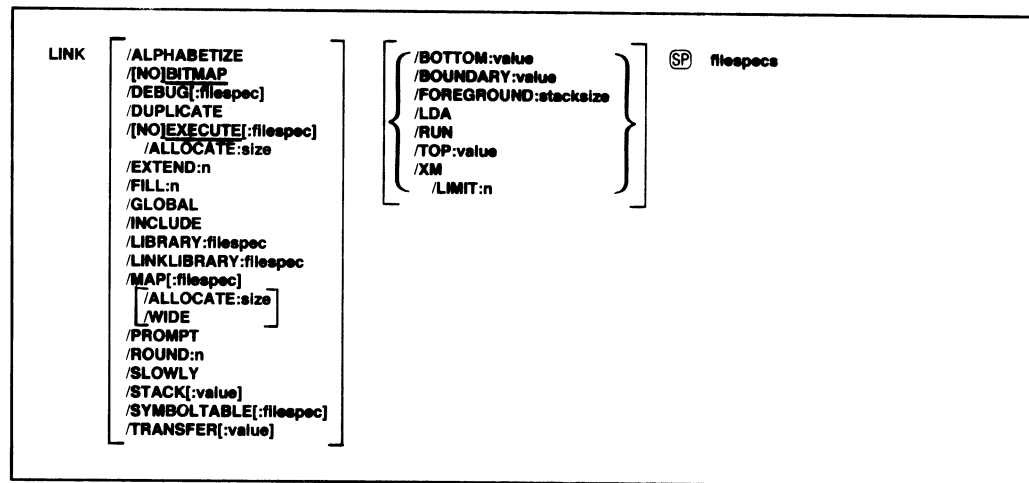 LINK
/ALPHABETIZE
/[NO]BITMAP
/DEBUG[:filespec]
/DUPLICATE
/[NO]EXECUTE[:filespec]
/ALLOCATE:size
/EXTEND:n
/FILL:n
/GLOBAL
/INCLUDE
/LIBRARY:filespec
/LINKLIBRARY:filespec
/MAP[:filespec]
/ALLOCATE:size
/WIDE
/PROMPT
/ROUND:n
/SLOWLY
/STACK[:value]
/SYMBOLTABLE[:filespec]
/TRANSFER[:value]
/BOTTOM:value
/BOUNDARY:value
/FOREGROUND:stacksize
/LDA
/RUN
/TOP:value
/XM
/LIMIT:n
SP filespecs